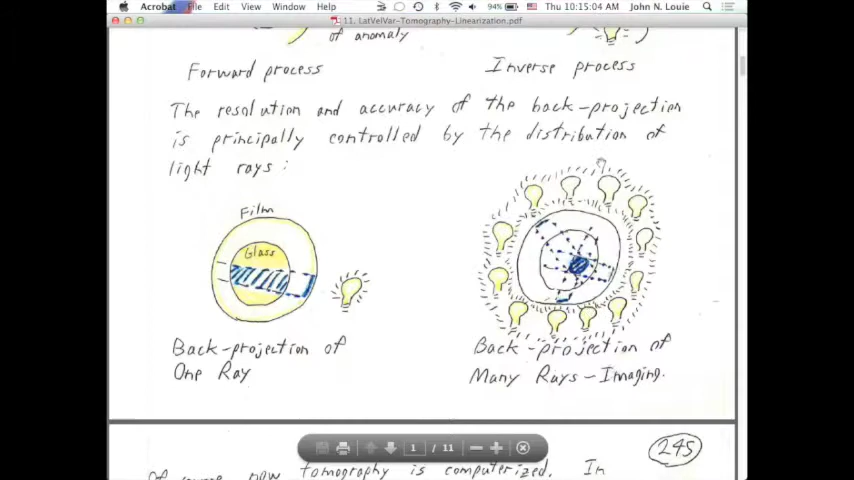 Acrobat File Edit View Window Help 94% Thu 10:15:04 AM John N. Louie
11. LatVelVar-Tomography-Linearization.pdf
of anomaly
Forward process Inverse process
The resolution and accuracy of the back-projection
is principally controlled by the distribution of
light rays:
Film
Glass
Back-projection of
One Ray
Back-projection of
Many Rays-Imaging.
1 / 11
245
Of course now tomography is computerized. In